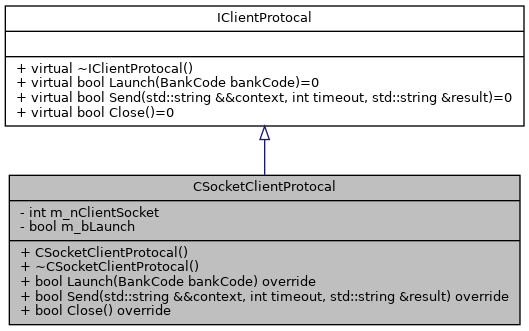 IClientProtocal
+ virtual ~IClientProtocal()
+ virtual bool Launch(BankCode bankCode)=0
+ virtual bool Send(std::string &&context, int timeout, std::string &result)=0
+ virtual bool Close()=0
CSocketClientProtocal
- int m_nClientSocket
- bool m_bLaunch
+ CSocketClientProtocal()
+ ~CSocketClientProtocal()
+ bool Launch(BankCode bankCode) override
+ bool Send(std::string &&context, int timeout, std::string &result) override
+ bool Close() override